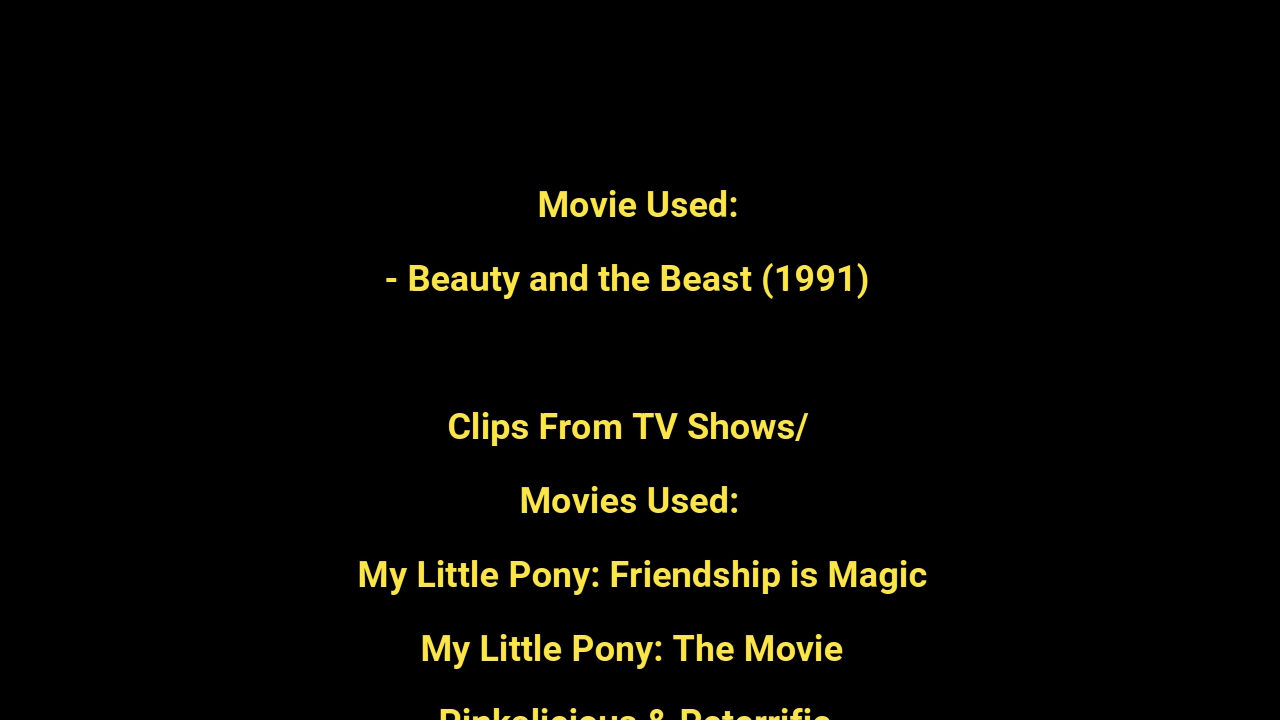 Movie Used:
- Beauty and the Beast (1991)
Clips From TV Shows/
Movies Used:
My Little Pony: Friendship is Magic
My Little Pony: The Movie
Pinkalicious & Peterrific